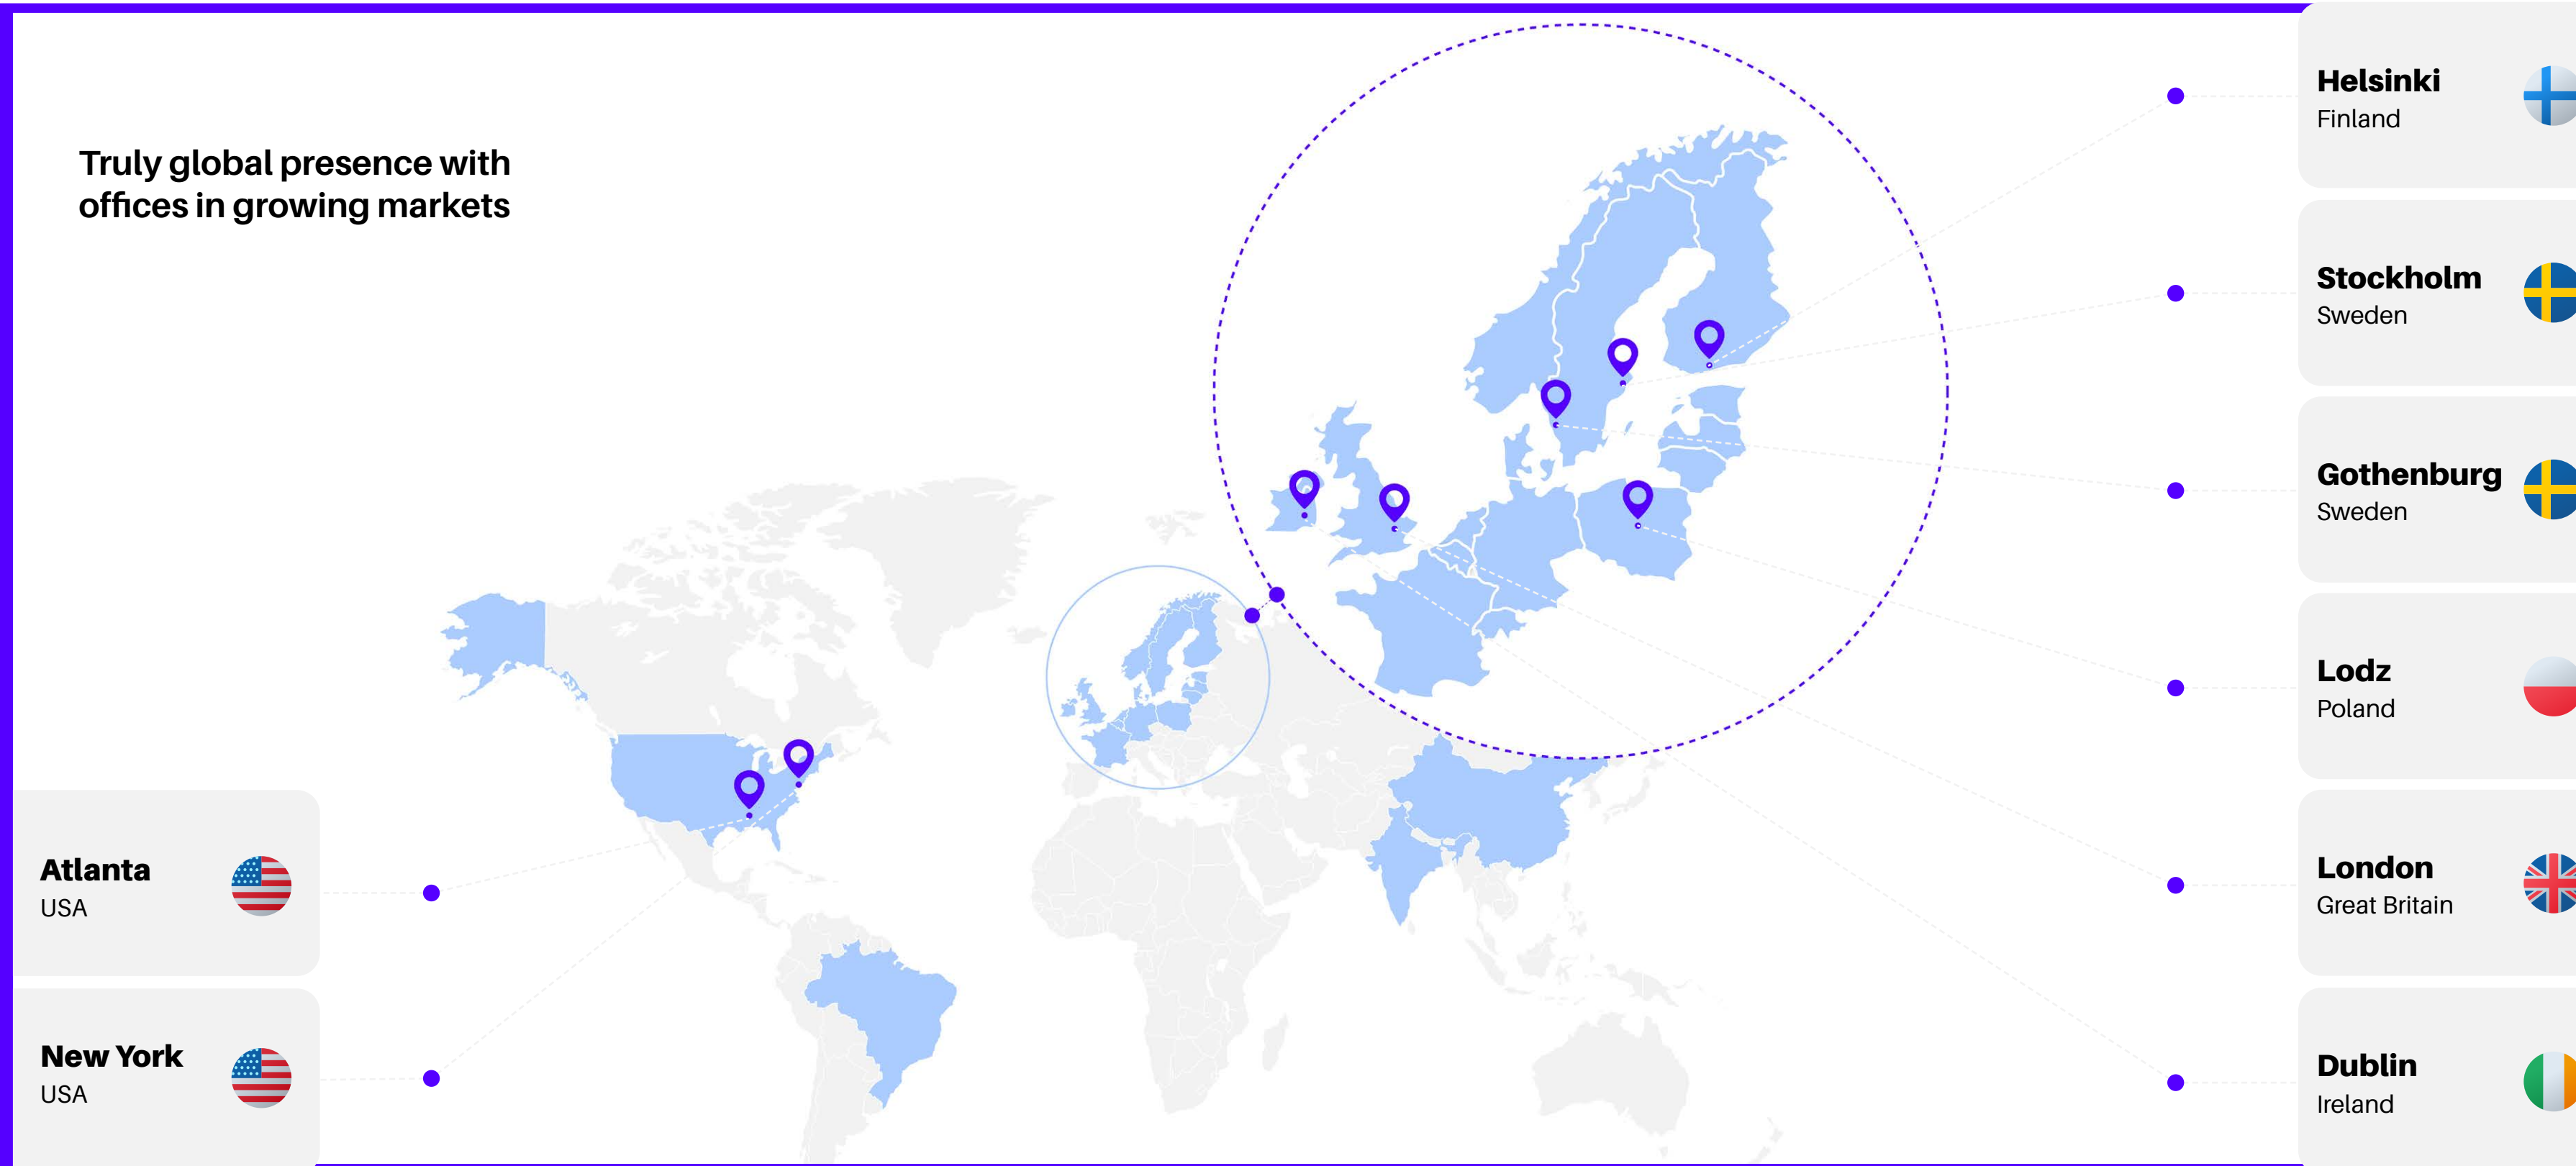 Truly global presence with
offices in growing markets
Atlanta
USA
New York
USA
Helsinki
Finland
Stockholm
Sweden
Gothenburg
Sweden
Lodz
Poland
London
Great Britain
Dublin
Ireland